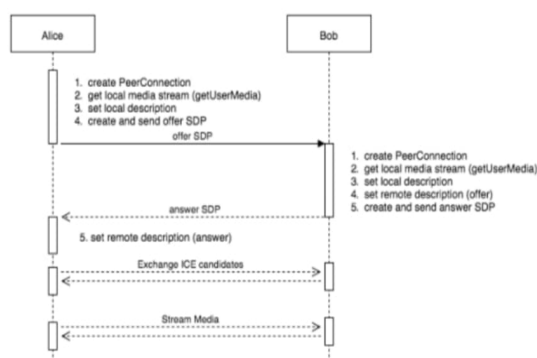 Alice
Bob
1. create PeerConnection
2. get local media stream (getUserMedia)
3. set local description
4. create and send offer SDP
offer SDP
1. create PeerConnection
2. get local media stream (getUserMedia)
3. set local description
4. set remote description (offer)
5. create and send answer SDP
answer SDP
5. set remote description (answer)
Exchange ICE candidates
Stream Media